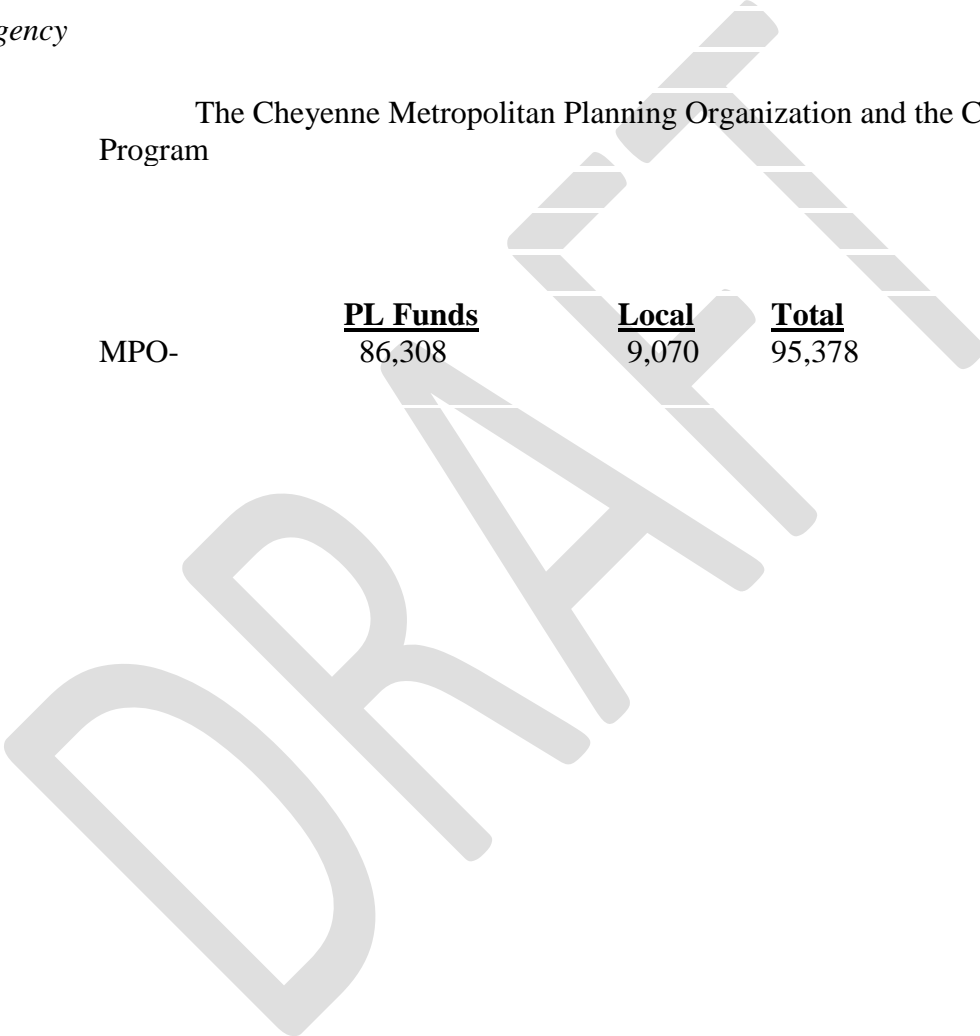 gency
The Cheyenne Metropolitan Planning Organization and the C
Program
PL Funds Local Total
MPO- 86,308 9,070 95,378
DRAFT